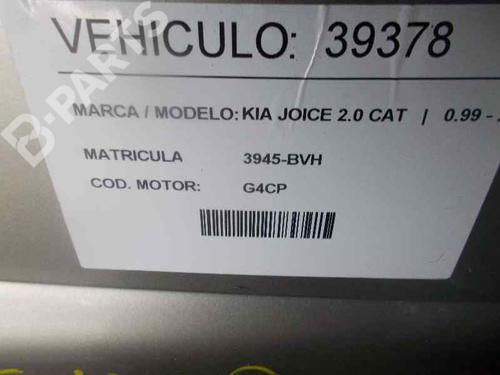 VEHICULO: 39378
MARCA / MODELO: KIA JOICE 2.0 CAT | 0.99 - .
MATRICULA 3945-BVH
COD. MOTOR: G4CP
B-PARTS